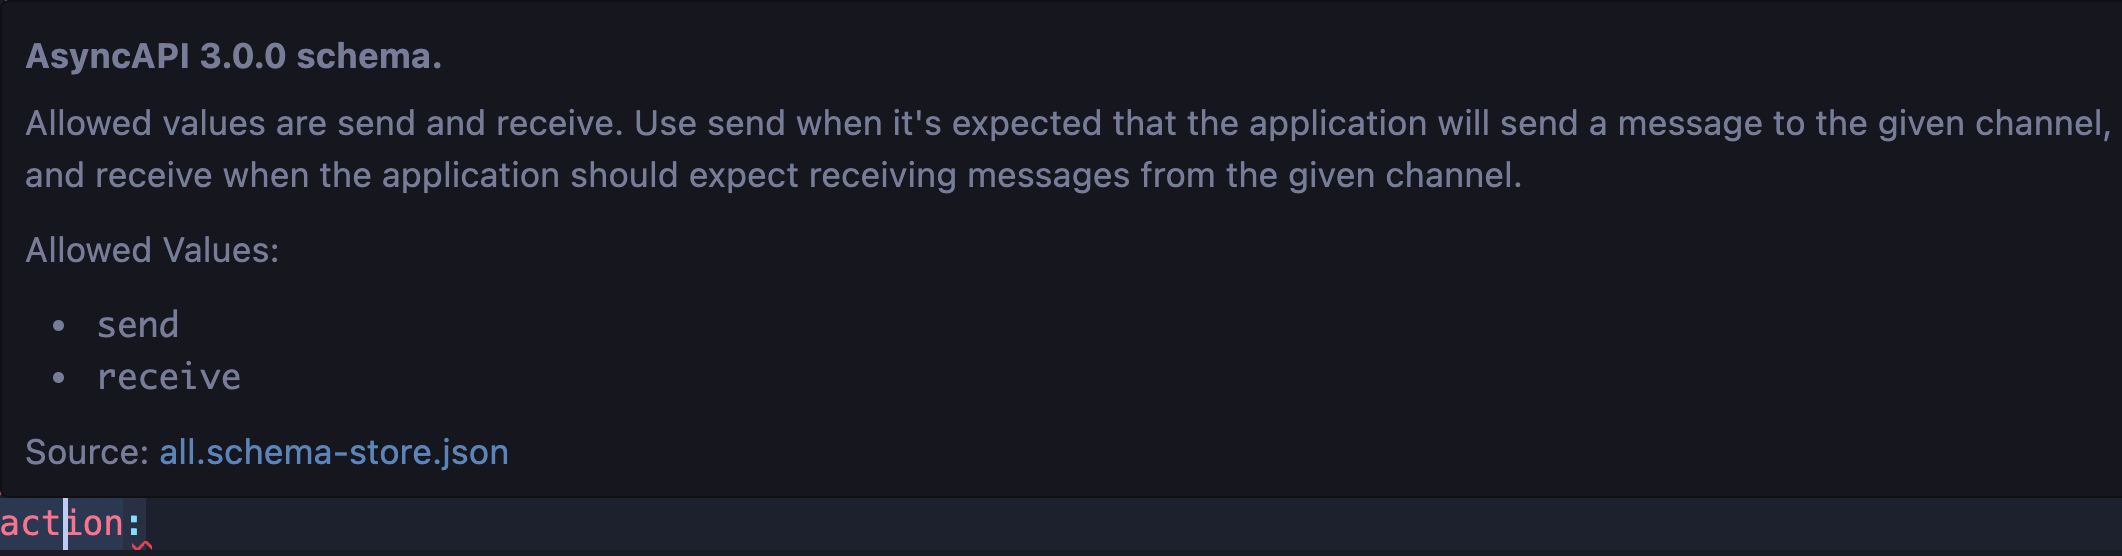 AsyncAPI 3.0.0 schema.
Allowed values are send and receive. Use send when it's expected that the application will send a message to the given channel,
and receive when the application should expect receiving messages from the given channel.
Allowed Values:
• send
• receive
Source: all.schema-store.json
action: